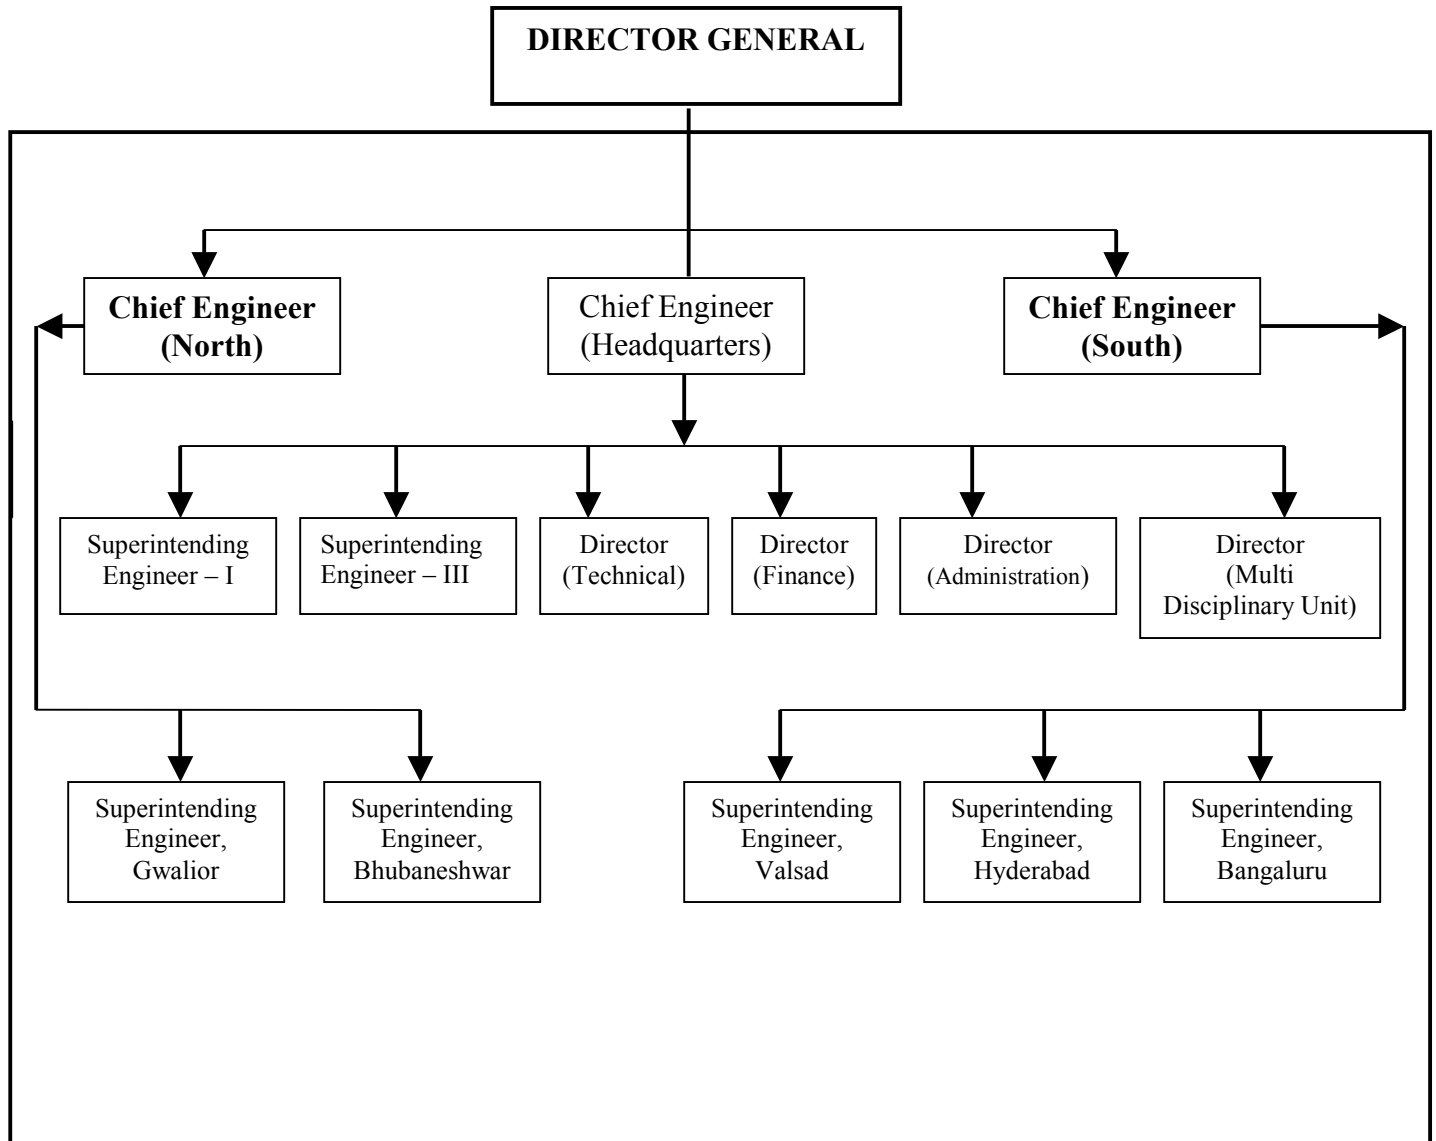 DIRECTOR GENERAL
Chief Engineer
(North)
Chief Engineer
(Headquarters)
Chief Engineer
(South)
Superintending
Engineer – I
Superintending
Engineer – III
Director
(Technical)
Director
(Finance)
Director
(Administration)
Director
(Multi
Disciplinary Unit)
Superintending
Engineer,
Gwalior
Superintending
Engineer,
Bhubaneshwar
Superintending
Engineer,
Valsad
Superintending
Engineer,
Hyderabad
Superintending
Engineer,
Bangaluru